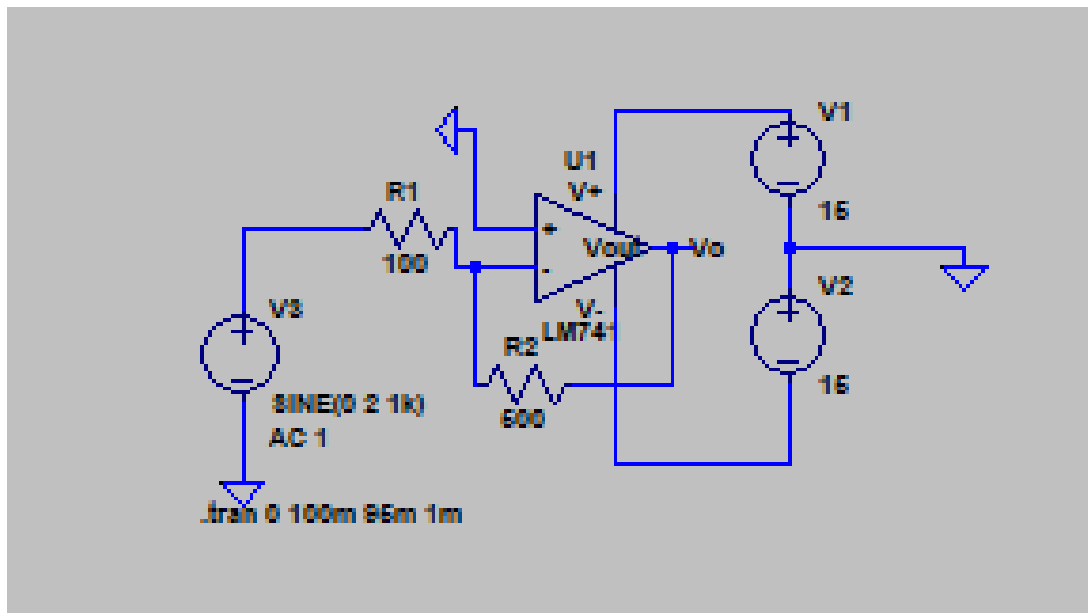 V1
U1
V+
R1
+
15
Vout
Vo
100
-
V2
V3
V-
LM741
R2
15
SINE(0 2 1k)
500
AC 1
.tran 0 100m 95m 1m